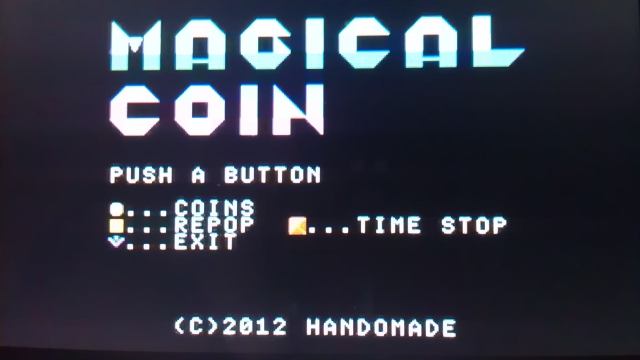 MAGICAL
COIN
PUSH A BUTTON
...COINS
...REPOP
...TIME STOP
...EXIT
(C)2012 HANDOMADE